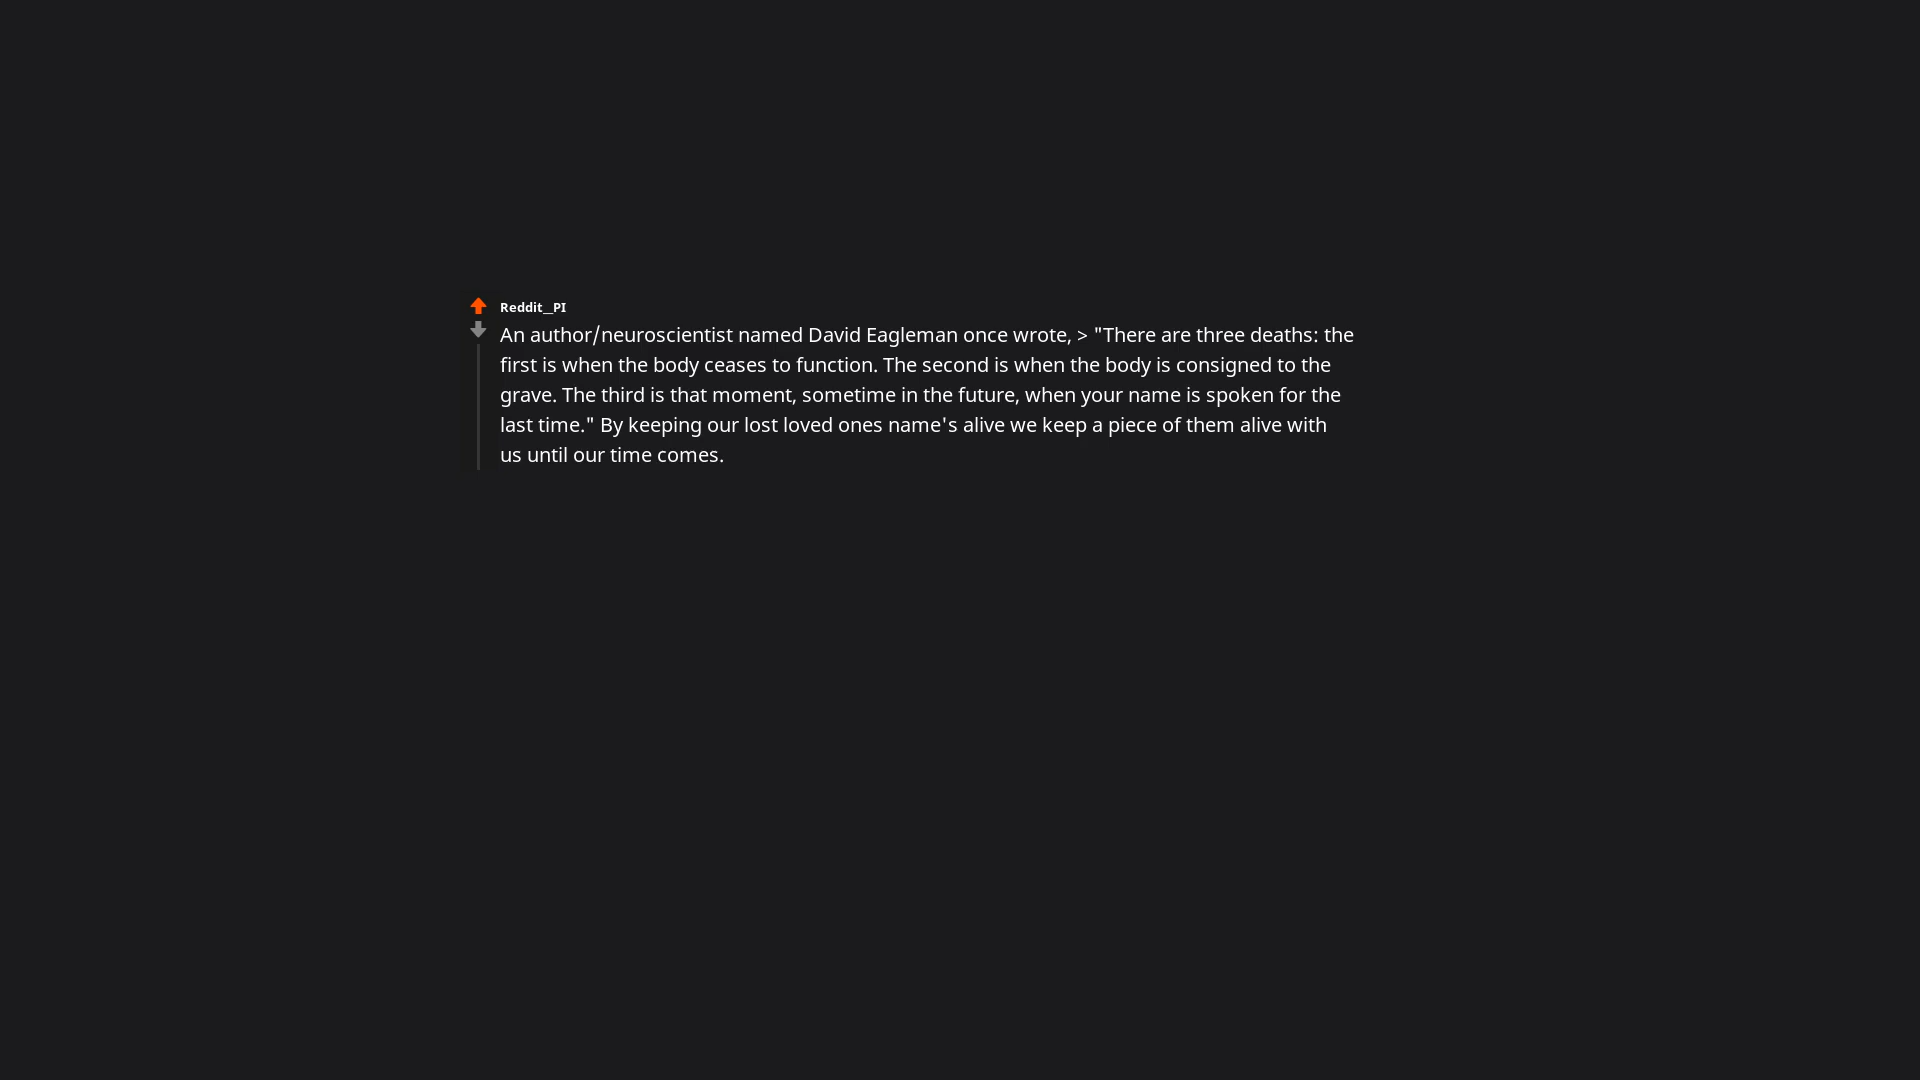 Reddit__PI
An author/neuroscientist named David Eagleman once wrote, > "There are three deaths: the
first is when the body ceases to function. The second is when the body is consigned to the
grave. The third is that moment, sometime in the future, when your name is spoken for the
last time." By keeping our lost loved ones name's alive we keep a piece of them alive with
us until our time comes.